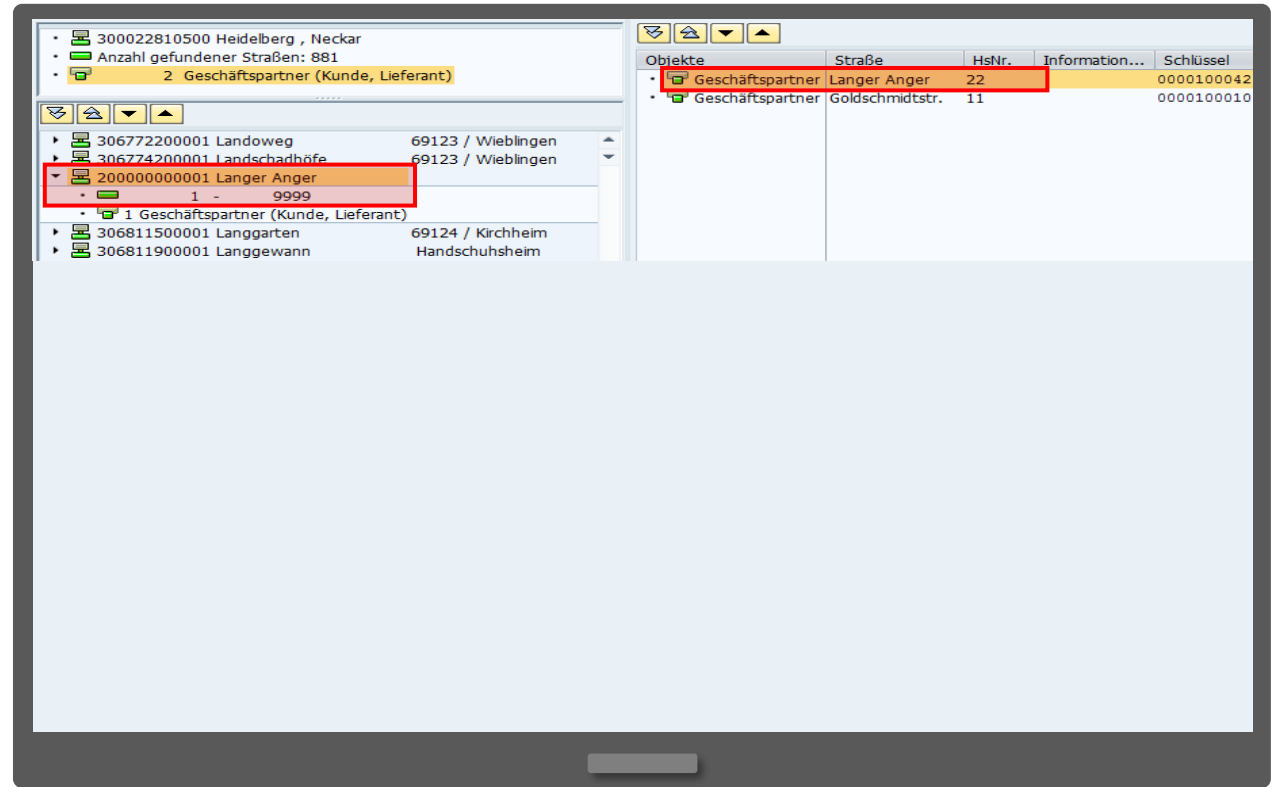 300022810500 Heidelberg , Neckar
Anzahl gefundener Straßen: 881
2 Geschäftspartner (Kunde, Lieferant)
306772200001 Landoweg 69123 / Wieblingen
306774200001 Landschadhöfe 69123 / Wieblingen
200000000001 Langer Anger
1 - 9999
1 Geschäftspartner (Kunde, Lieferant)
306811500001 Langgarten 69124 / Kirchheim
306811900001 Langgewann Handschuhsheim
Objekte Straße HsNr. Information... Schlüssel
Geschäftspartner Langer Anger 22 0000100042
Geschäftspartner Goldschmidtstr. 11 0000100010